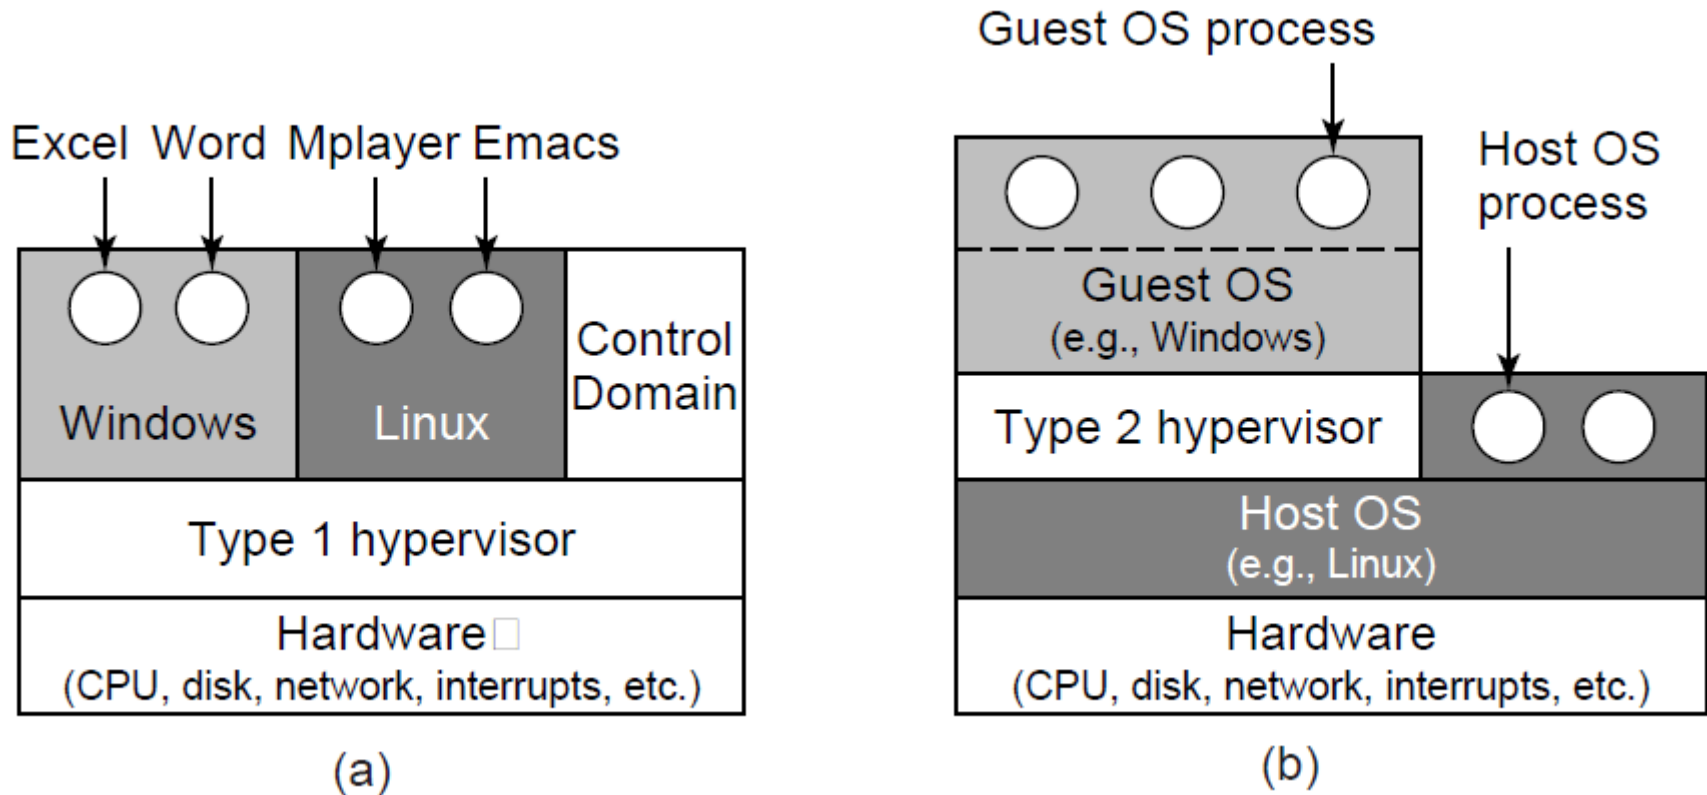 Excel Word Mplayer Emacs
Windows
Linux
Control
Domain
Type 1 hypervisor
Hardware
(CPU, disk, network, interrupts, etc.)
(a)
Guest OS process
Host OS
process
Guest OS
(e.g., Windows)
Type 2 hypervisor
Host OS
(e.g., Linux)
Hardware
(CPU, disk, network, interrupts, etc.)
(b)